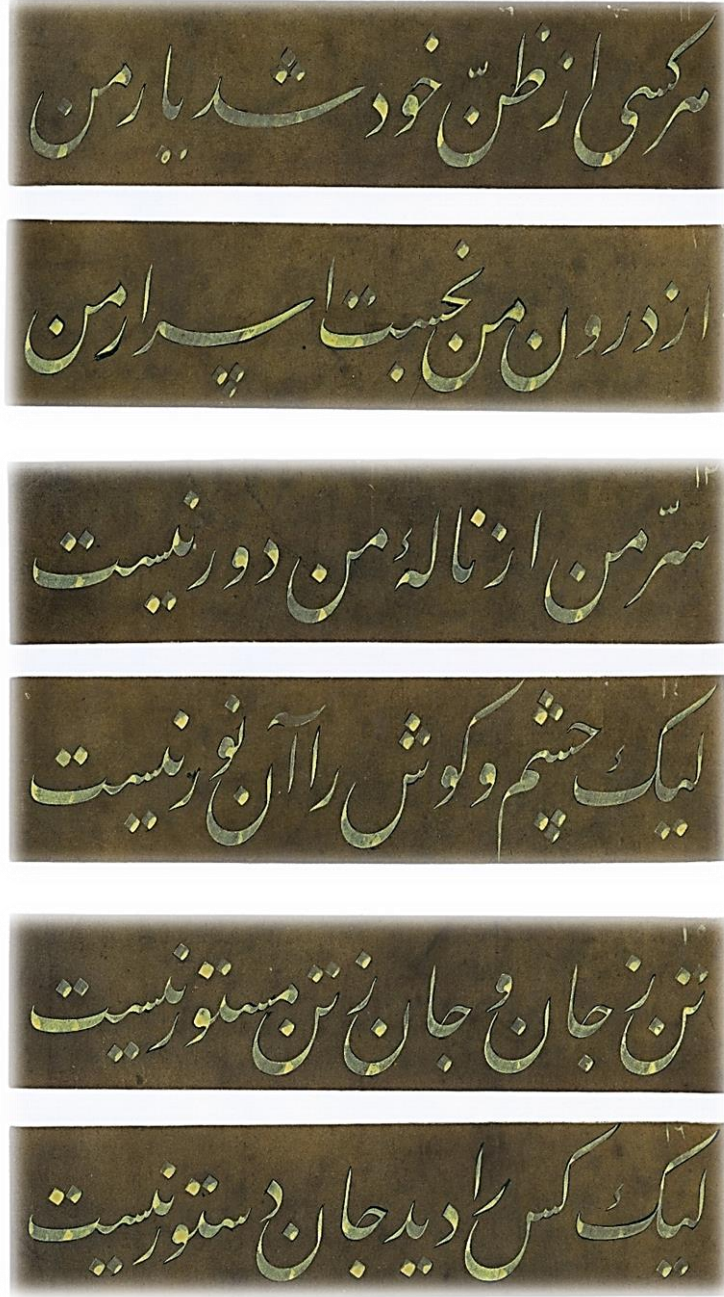 هر کسی از ظنّ خود شد یار من
از درون من نجست اسرار من
سرّ من از نالهٔ من دور نیست
لیک چشم و کوش را آن نور نیست
تن ز جان و جان ز تن مستور نیست
لیک کس را دید جان دستور نیست